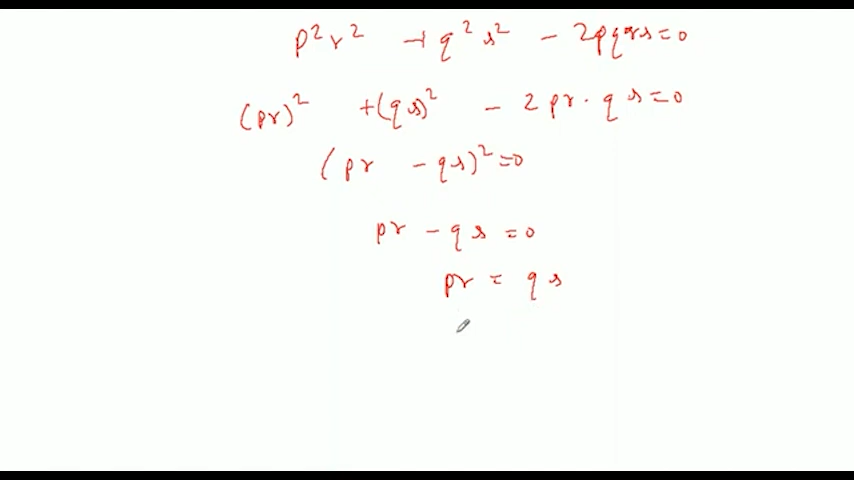 p²r² + q²s² - 2pqrs=0
(pr)² +(qs)² - 2pr·qs=0
(pr - qs)²=0
pr - qs =0
pr = qs